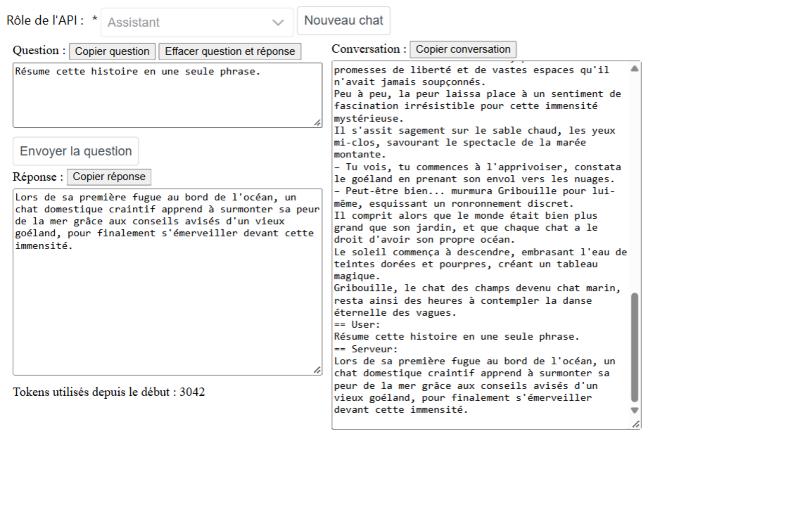 Rôle de l'API : * Assistant Nouveau chat
Question : Copier question Effacer question et réponse
Résume cette histoire en une seule phrase.
Envoyer la question
Réponse : Copier réponse
Lors de sa première fugue au bord de l'océan, un
chat domestique craintif apprend à surmonter sa peur
de la mer grâce aux conseils avisés d'un vieux
goéland, pour finalement s'émerveiller devant cette
immensité.
Tokens utilisés depuis le début : 3042
Conversation : Copier conversation
promesses de liberté et de vastes espaces qu'il
n'avait jamais soupçonnés.
Peu à peu, la peur laissa place à un sentiment de
fascination irrésistible pour cette immensité
mystérieuse.
Il s'assit sagement sur le sable chaud, les yeux
mi-clos, savourant le spectacle de la marée
montante.
– Tu vois, tu commences à l'apprivoiser, constata
le goéland en prenant son envol vers les nuages.
– Peut-être bien... murmura Gribouille pour lui-
même, esquissant un ronronnement discret.
Il comprit alors que le monde était bien plus
grand que son jardin, et que chaque chat a le
droit d'avoir son propre océan.
Le soleil commença à descendre, embrasant l'eau de
teintes dorées et pourpres, créant un tableau
magique.
Gribouille, le chat des champs devenu chat marin,
resta ainsi des heures à contempler la danse
éternelle des vagues.
== User:
Résume cette histoire en une seule phrase.
== Serveur:
Lors de sa première fugue au bord de l'océan, un
chat domestique craintif apprend à surmonter sa
peur de la mer grâce aux conseils avisés d'un
vieux goéland, pour finalement s'émerveiller
devant cette immensité.